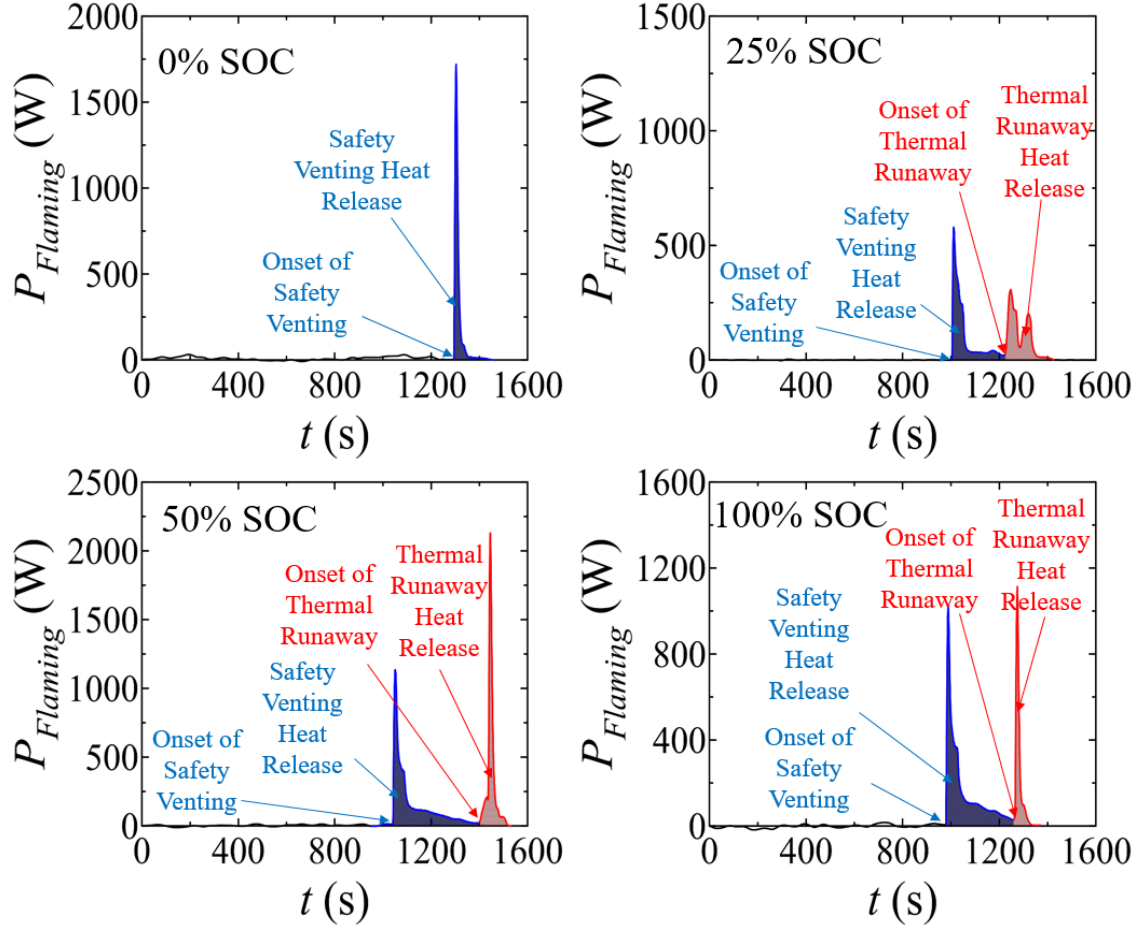 0% SOC
P_Flaming (W)
2000
1500
1000
500
0
Safety
Venting Heat
Release
Onset of
Safety
Venting
0 400 800 1200 1600
t (s)
25% SOC
P_Flaming (W)
1500
1000
500
0
Onset of
Thermal
Runaway
Thermal
Runaway
Heat
Release
Safety
Venting
Heat
Release
Onset of
Safety
Venting
0 400 800 1200 1600
t (s)
50% SOC
P_Flaming (W)
2500
2000
1500
1000
500
0
Onset of
Thermal
Runaway
Thermal
Runaway
Heat
Release
Safety
Venting
Heat
Release
Onset of
Safety
Venting
0 400 800 1200 1600
t (s)
100% SOC
P_Flaming (W)
1600
1200
800
400
0
Onset of
Thermal
Runaway
Thermal
Runaway
Heat
Release
Safety
Venting
Heat
Release
Onset of
Safety
Venting
0 400 800 1200 1600
t (s)